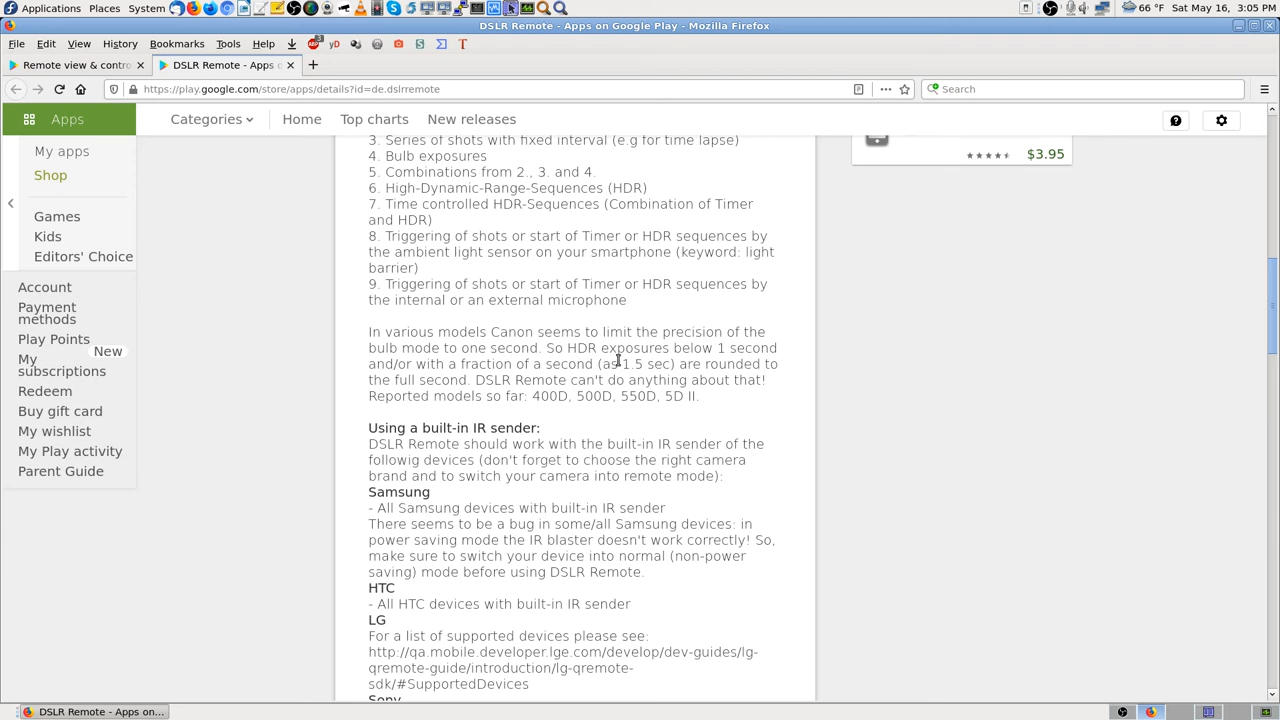 Applications Places System 66 °F Sat May 16, 3:05 PM
DSLR Remote - Apps on Google Play - Mozilla Firefox
File Edit View History Bookmarks Tools Help 3 yD S Σ T
Remote view & contro × DSLR Remote - Apps o × +
https://play.google.com/store/apps/details?id=de.dslrremote Search
Apps Categories Home Top charts New releases
My apps
Shop
Games
Kids
Editors' Choice
Account
Payment
methods
Play Points
My New
subscriptions
Redeem
Buy gift card
My wishlist
My Play activity
Parent Guide
3. Series of shots with fixed interval (e.g for time lapse)
4. Bulb exposures
5. Combinations from 2., 3. and 4.
6. High-Dynamic-Range-Sequences (HDR)
7. Time controlled HDR-Sequences (Combination of Timer
and HDR)
8. Triggering of shots or start of Timer or HDR sequences by
the ambient light sensor on your smartphone (keyword: light
barrier)
9. Triggering of shots or start of Timer or HDR sequences by
the internal or an external microphone
In various models Canon seems to limit the precision of the
bulb mode to one second. So HDR exposures below 1 second
and/or with a fraction of a second (as 1.5 sec) are rounded to
the full second. DSLR Remote can't do anything about that!
Reported models so far: 400D, 500D, 550D, 5D II.
Using a built-in IR sender:
DSLR Remote should work with the built-in IR sender of the
followig devices (don't forget to choose the right camera
brand and to switch your camera into remote mode):
Samsung
- All Samsung devices with built-in IR sender
There seems to be a bug in some/all Samsung devices: in
power saving mode the IR blaster doesn't work correctly! So,
make sure to switch your device into normal (non-power
saving) mode before using DSLR Remote.
HTC
- All HTC devices with built-in IR sender
LG
For a list of supported devices please see:
http://qa.mobile.developer.lge.com/develop/dev-guides/lg-
qremote-guide/introduction/lg-qremote-
sdk/#SupportedDevices
Sony
$3.95
DSLR Remote - Apps on...